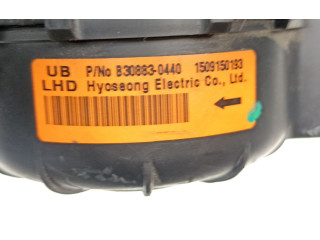 UB P/No B30883-0440 1509150193
LHD Hyoseong Electric Co., Ltd.